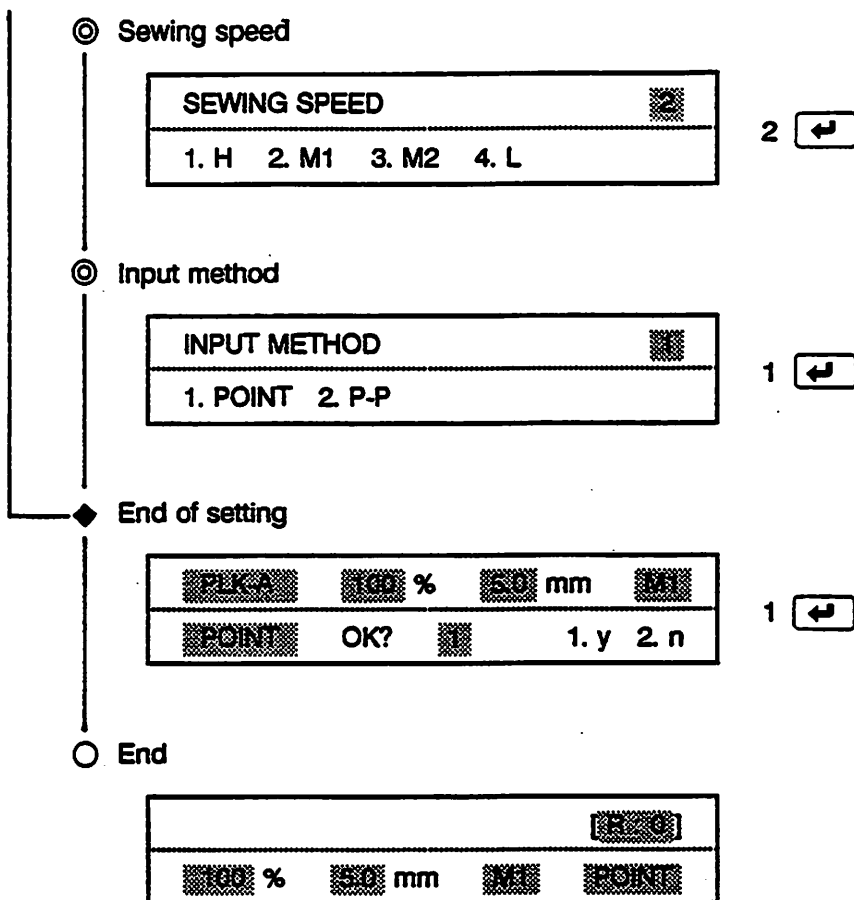 Sewing speed
SEWING SPEED 2
1. H 2. M1 3. M2 4. L
2
Input method
INPUT METHOD 1
1. POINT 2. P-P
1
End of setting
PLK-A 100 % 5.0 mm M1
POINT OK? 1 1. y 2. n
1
End
[R : 0]
100 % 5.0 mm M1 POINT